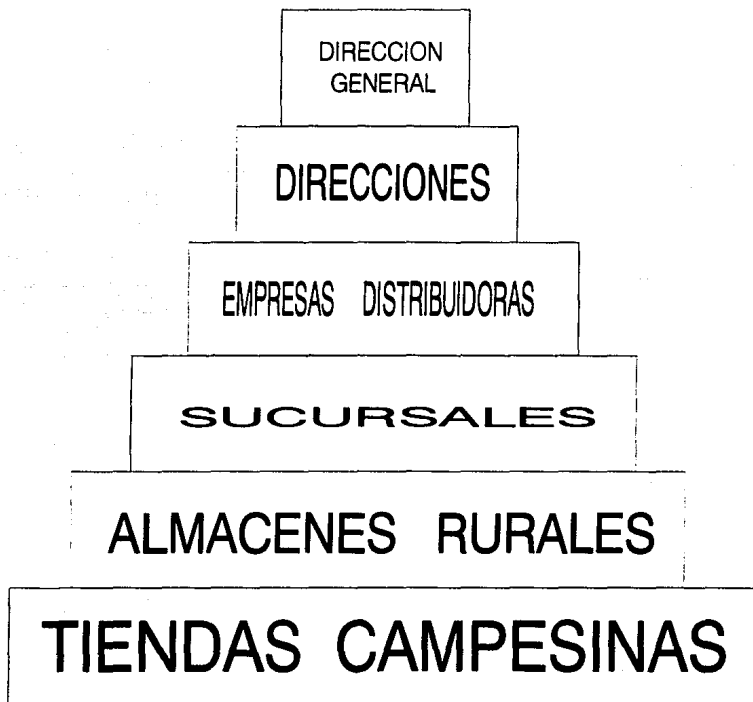 DIRECCION
GENERAL
DIRECCIONES
EMPRESAS DISTRIBUIDORAS
SUCURSALES
ALMACENES RURALES
TIENDAS CAMPESINAS